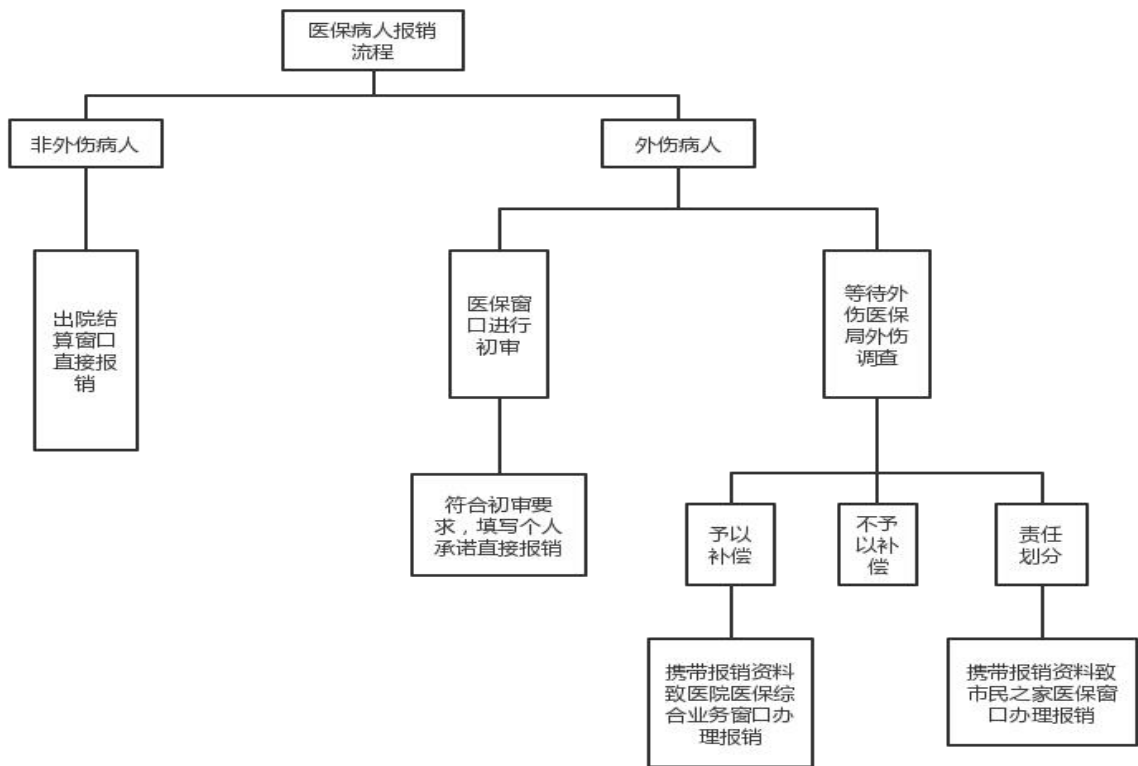 医保病人报销
流程
非外伤病人
外伤病人
出院结
算窗口
直接报
销
医保窗
口进行
初审
等待外
伤医保
局外伤
调查
符合初审要
求，填写个人
承诺直接报销
予以
补偿
不予
以补
偿
责任
划分
携带报销资料
致医院医保综
合业务窗口办
理报销
携带报销资料致
市民之家医保窗
口办理报销